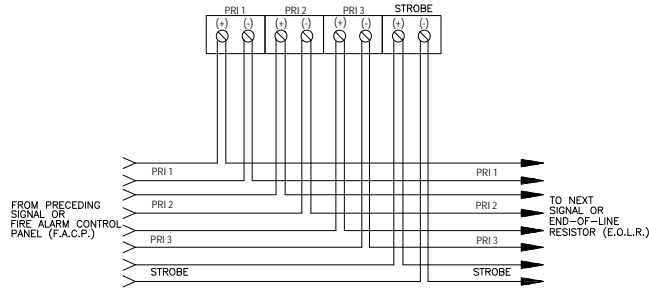 PRI 1 PRI 2 PRI 3 STROBE
(+) (-) (+) (-) (+) (-) (+) (-)
PRI 1 PRI 1
FROM PRECEDING
SIGNAL OR
FIRE ALARM CONTROL
PANEL (F.A.C.P.)
PRI 2 PRI 2
TO NEXT
SIGNAL OR
END-OF-LINE
RESISTOR (E.O.L.R.)
PRI 3 PRI 3
STROBE STROBE